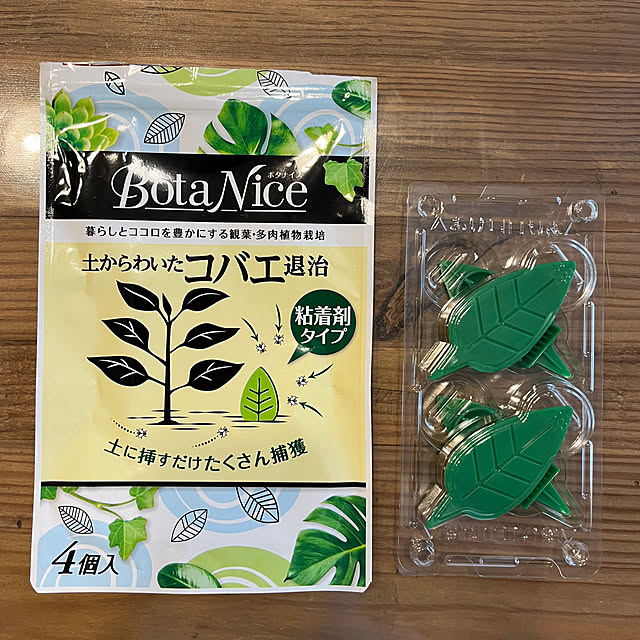 ボタナイス
BotaNice
暮らしとココロを豊かにする観葉・多肉植物栽培
土からわいたコバエ退治
粘着剤
タイプ
土に挿すだけたくさん捕獲
4個入